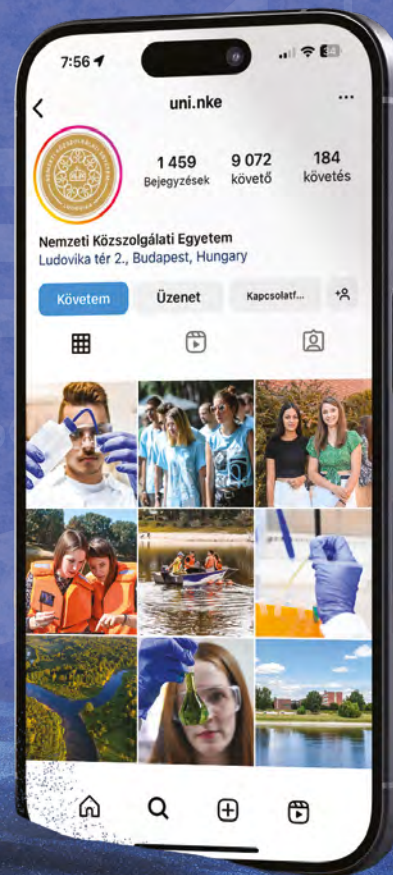 7:56
uni.nke
1 459 9 072 184
Bejegyzések követő követés
Nemzeti Közszolgálati Egyetem
Ludovika tér 2., Budapest, Hungary
Követem Üzenet Kapcsolatf...